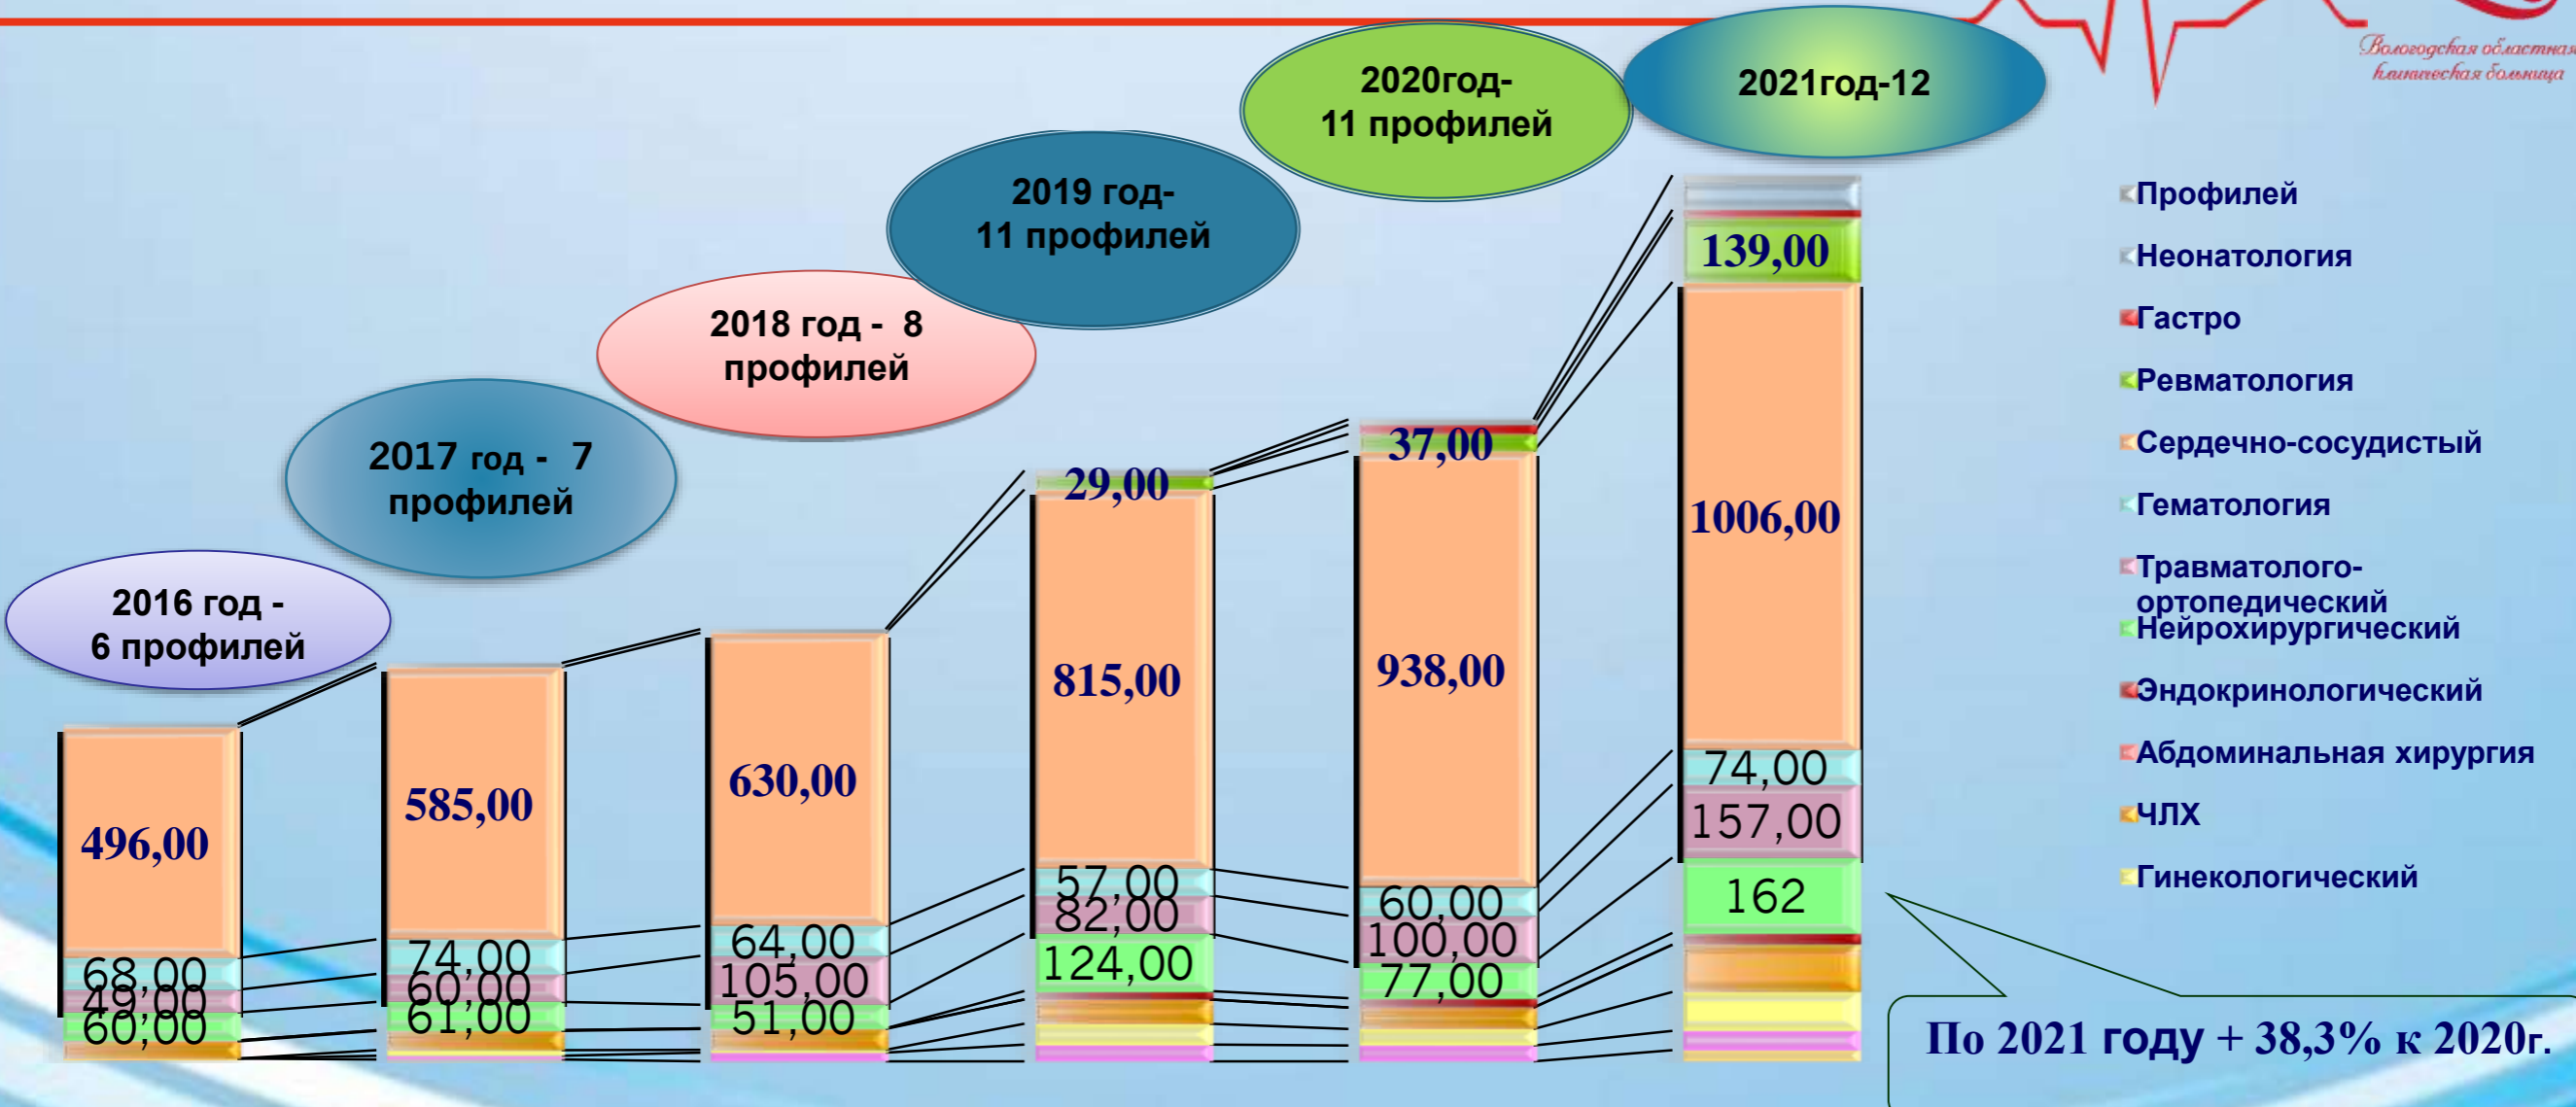 Вологодская областная
клиническая больница
2016 год -
6 профилей
2017 год - 7
профилей
2018 год - 8
профилей
2019 год-
11 профилей
2020год-
11 профилей
2021год-12
496,00
68,00
49,00
60,00
585,00
74,00
60,00
61,00
630,00
64,00
105,00
51,00
29,00
815,00
57,00
82,00
124,00
37,00
938,00
60,00
100,00
77,00
139,00
1006,00
74,00
157,00
162
Профилей
Неонатология
Гастро
Ревматология
Сердечно-сосудистый
Гематология
Травматолого-
ортопедический
Нейрохирургический
Эндокринологический
Абдоминальная хирургия
ЧЛХ
Гинекологический
По 2021 году + 38,3% к 2020г.